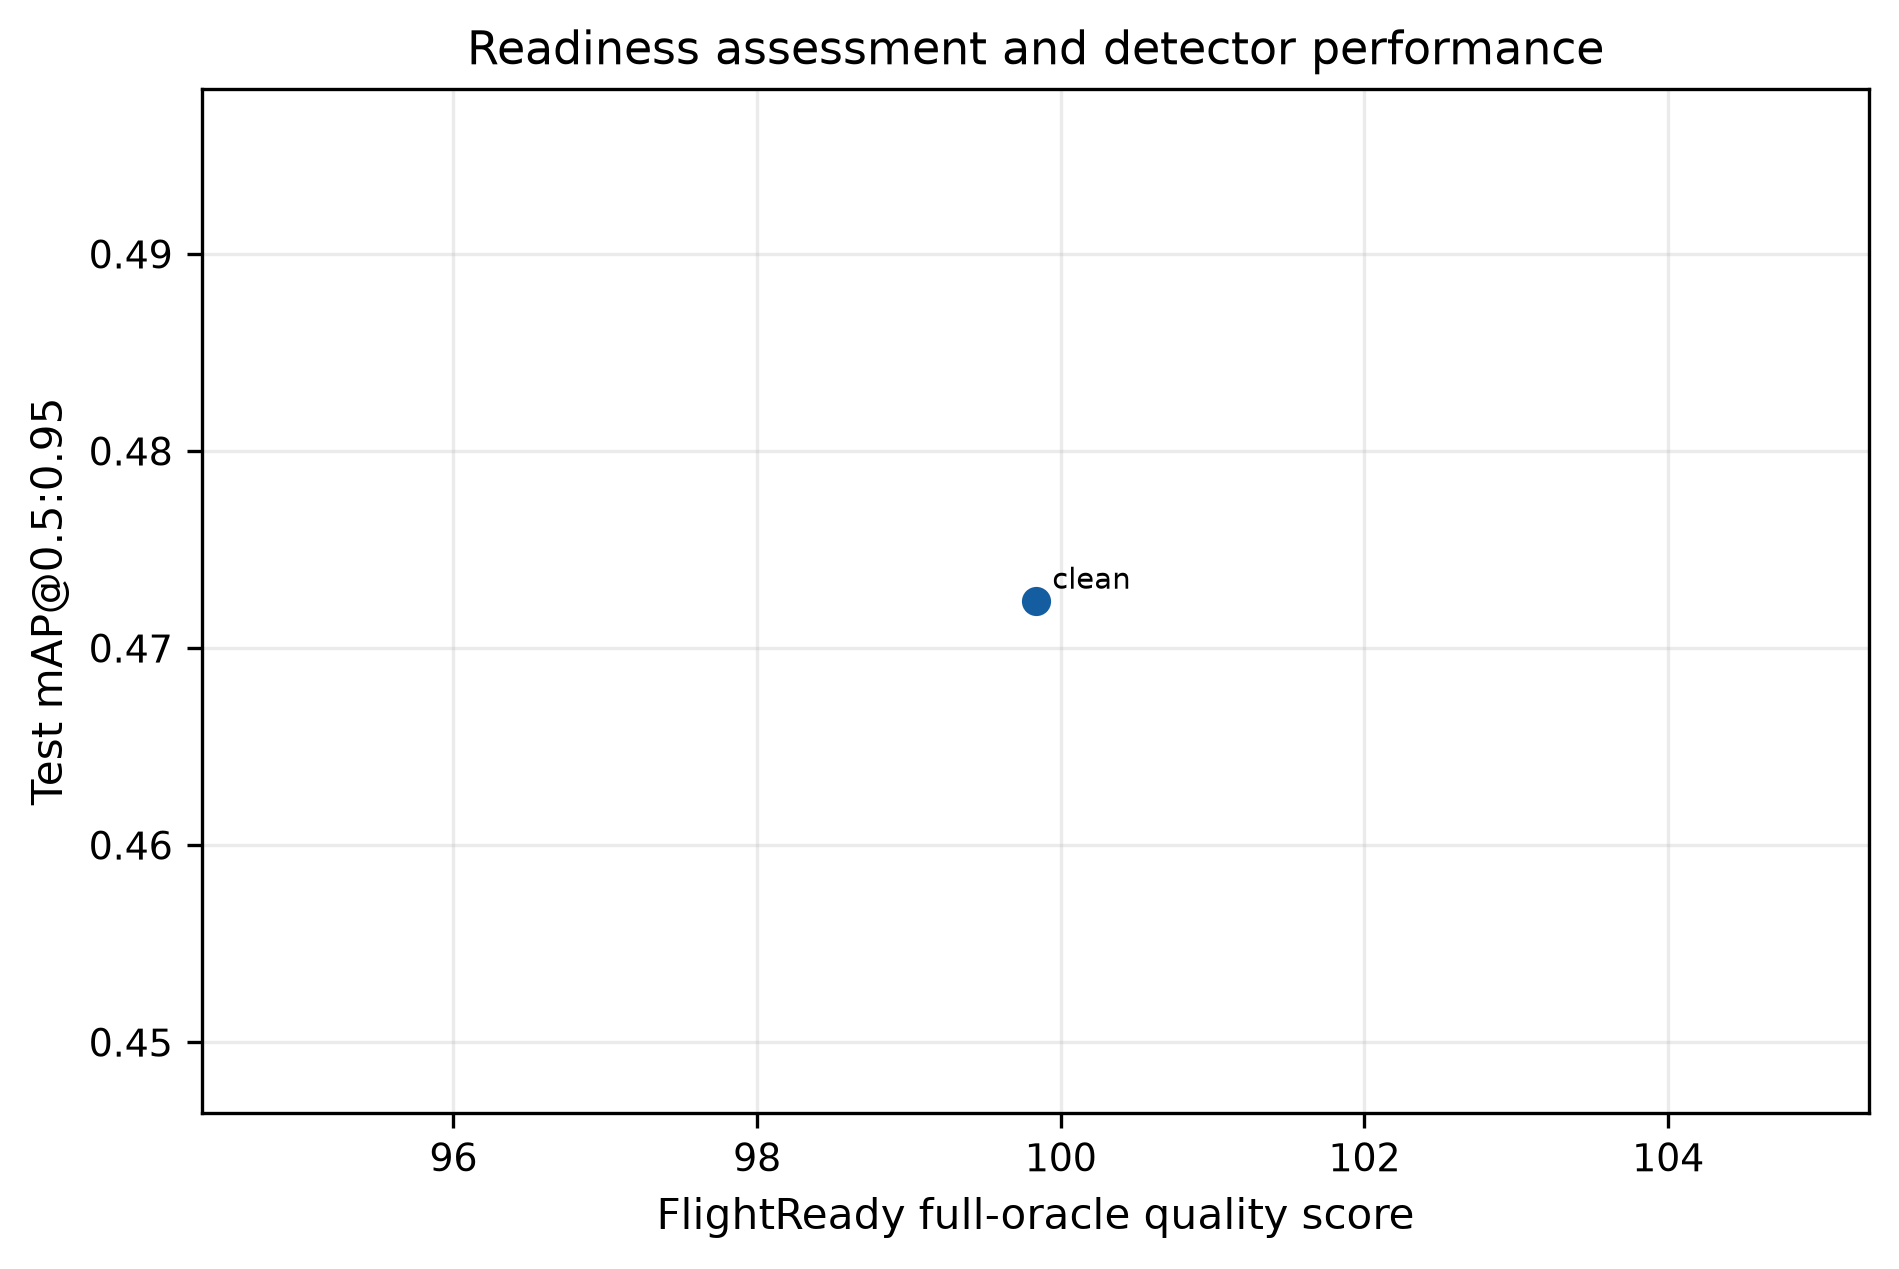 Readiness assessment and detector performance
Test mAP@0.5:0.95
0.49
0.48
0.47
0.46
0.45
clean
96 98 100 102 104
FlightReady full-oracle quality score